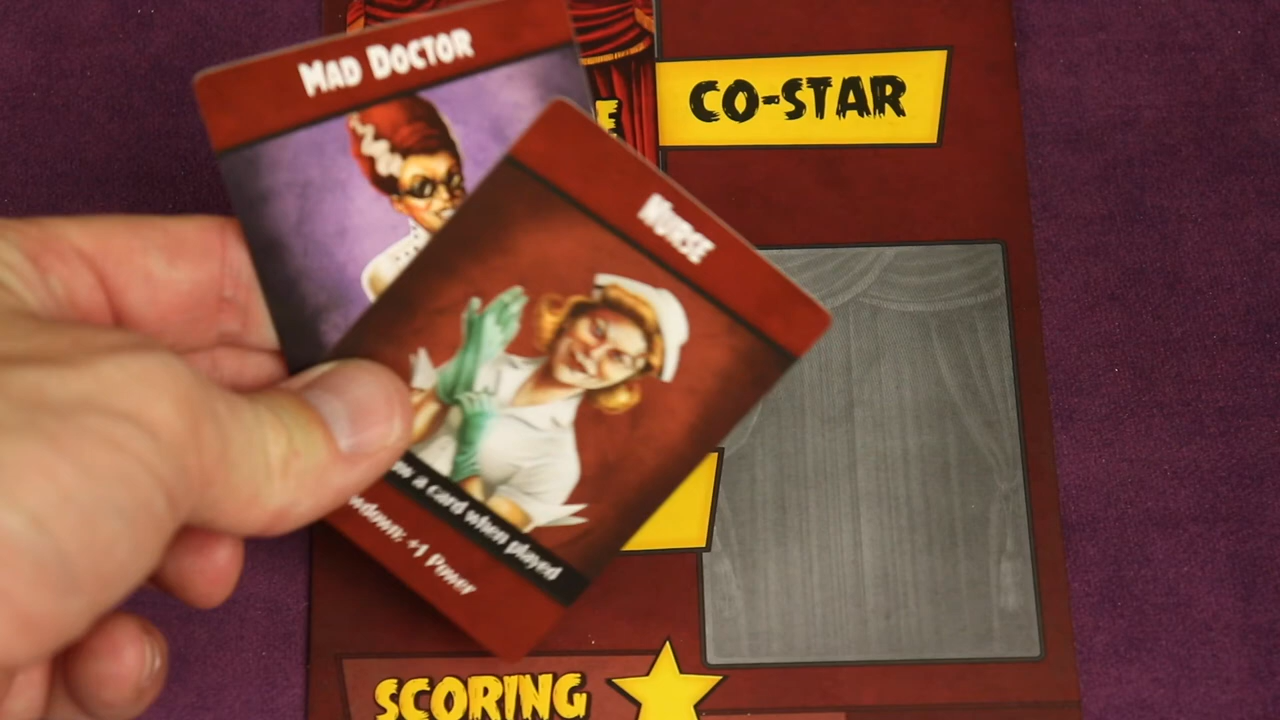 MAD DOCTOR
CO-STAR
NURSE
a card when played
+1 Power
SCORING